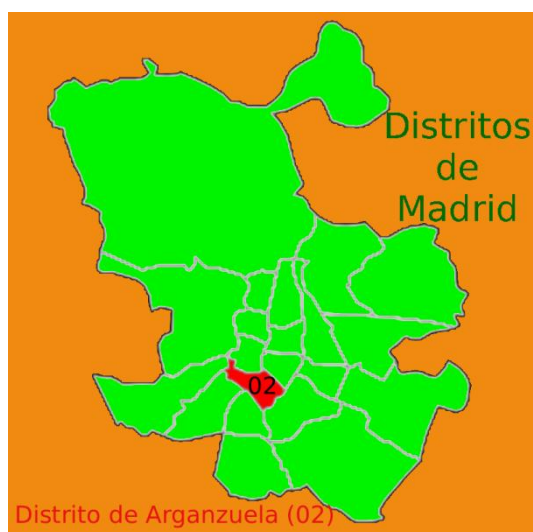 Distritos
de
Madrid
02
Distrito de Arganzuela (02)